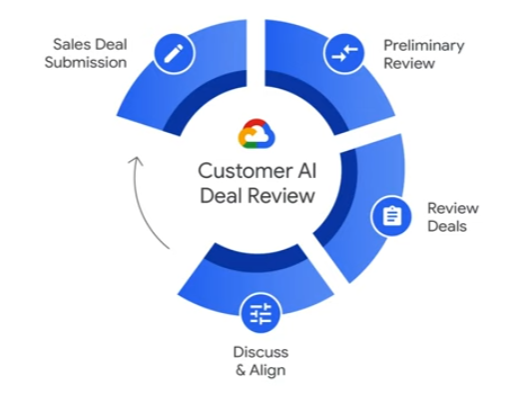 Sales Deal
Submission
Preliminary
Review
Customer AI
Deal Review
Review
Deals
Discuss
& Align